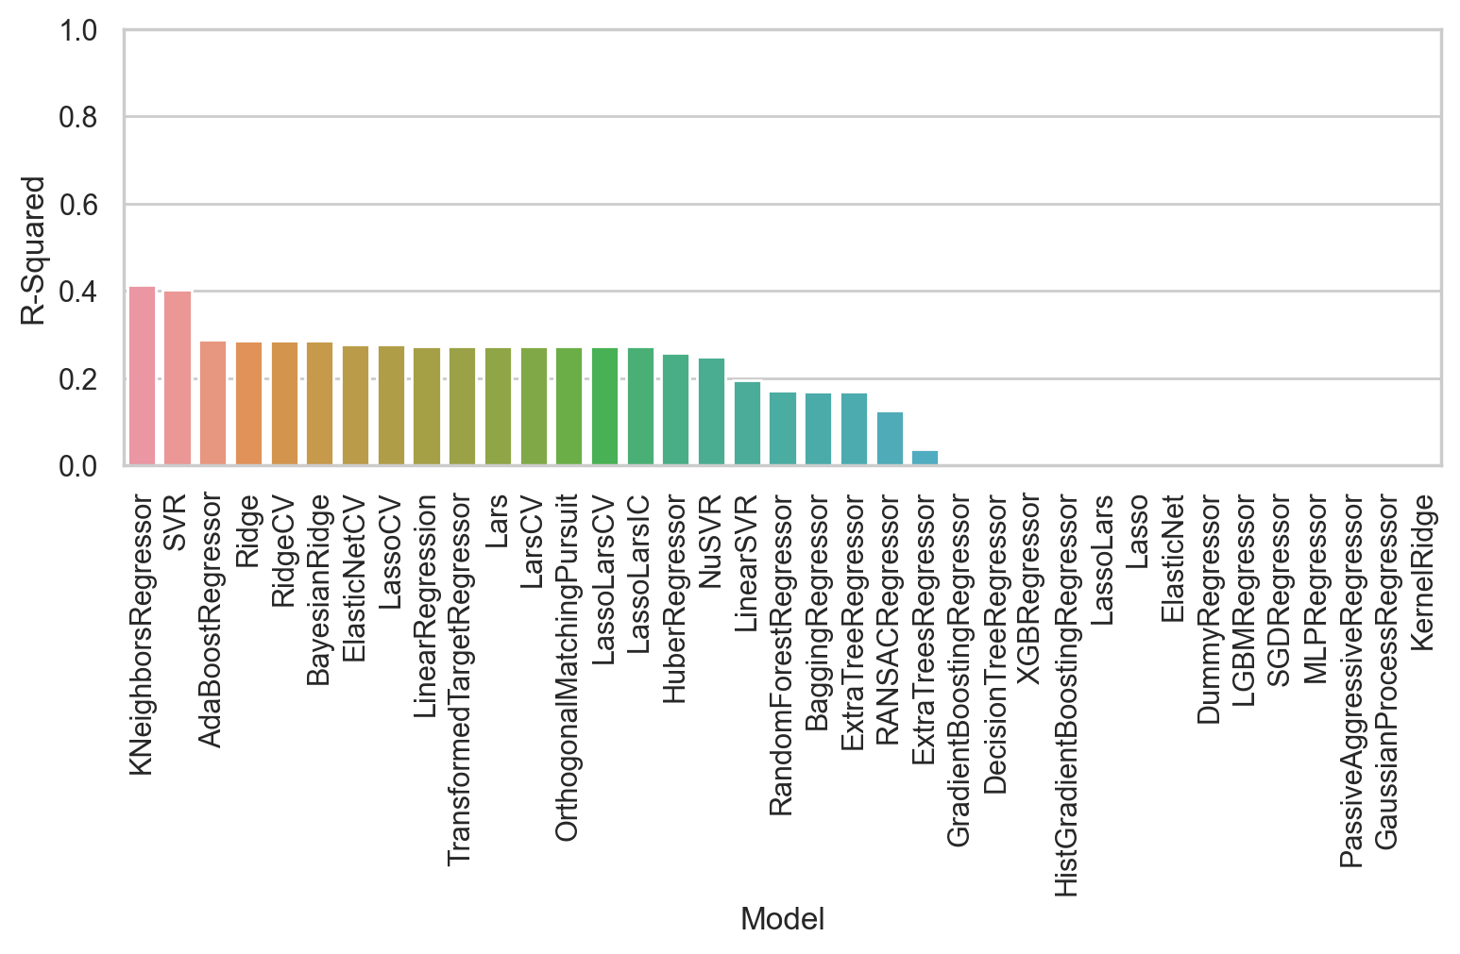 1.0
0.8
0.6
0.4
0.2
0.0
R-Squared
KNeighborsRegressor
SVR
AdaBoostRegressor
Ridge
RidgeCV
BayesianRidge
ElasticNetCV
LassoCV
LinearRegression
TransformedTargetRegressor
Lars
LarsCV
OrthogonalMatchingPursuit
LassoLarsCV
LassoLarsIC
HuberRegressor
NuSVR
LinearSVR
RandomForestRegressor
BaggingRegressor
ExtraTreeRegressor
RANSACRegressor
ExtraTreesRegressor
GradientBoostingRegressor
DecisionTreeRegressor
XGBRegressor
HistGradientBoostingRegressor
LassoLars
Lasso
ElasticNet
DummyRegressor
LGBMRegressor
SGDRegressor
MLPRegressor
PassiveAggressiveRegressor
GaussianProcessRegressor
KernelRidge
Model